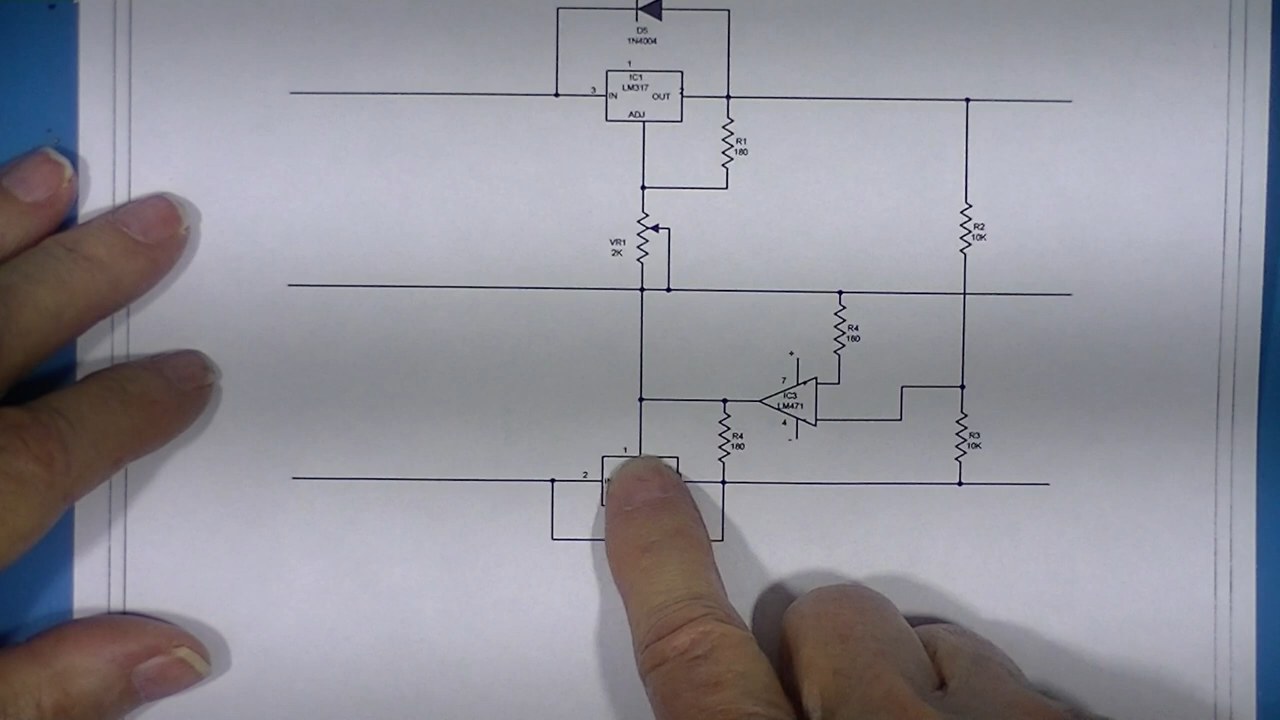 D5
1N4004
1
IC1
LM317
3
IN
OUT
ADJ
R1
180
VR1
2K
R2
10K
R4
180
+
7
IC3
LM471
4
-
R4
180
R3
10K
1
2